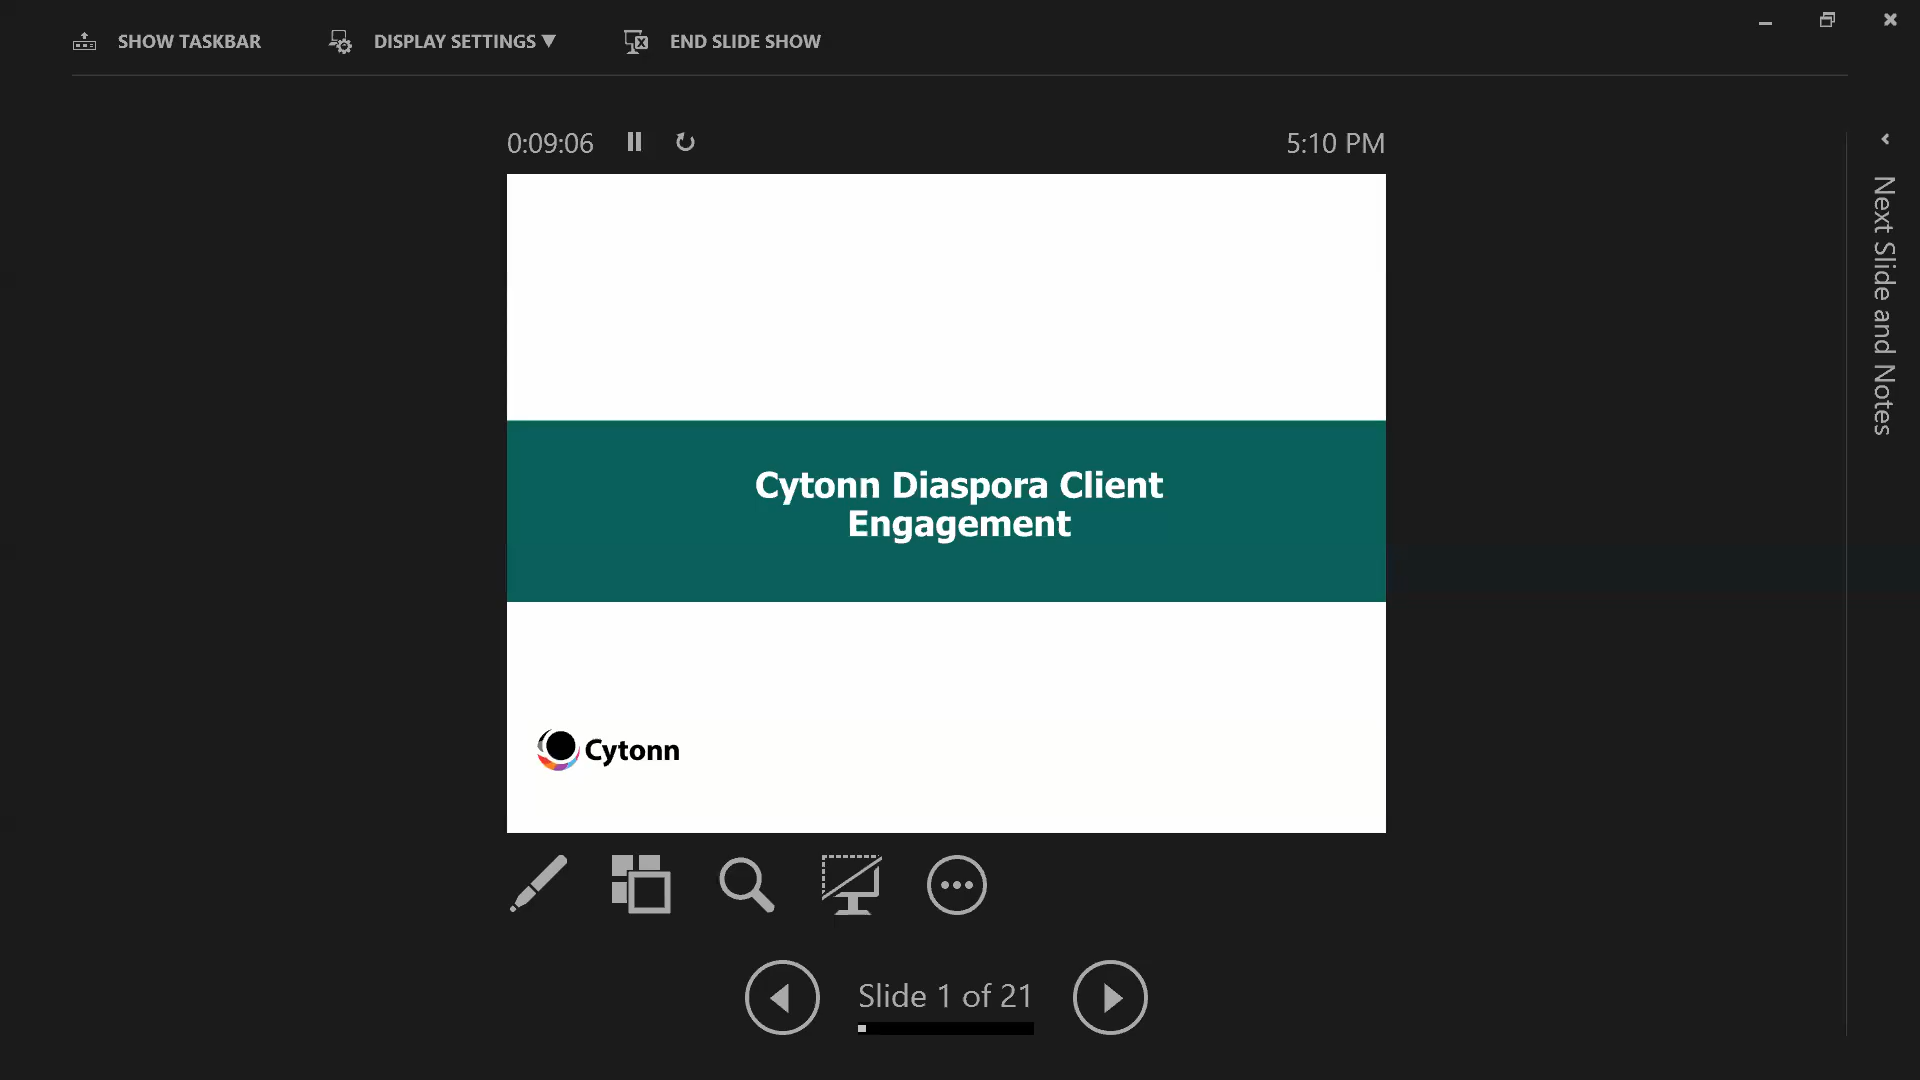 SHOW TASKBAR
DISPLAY SETTINGS
END SLIDE SHOW
0:09:06
5:10 PM
Cytonn Diaspora Client
Engagement
Cytonn
Slide 1 of 21
Next Slide and Notes